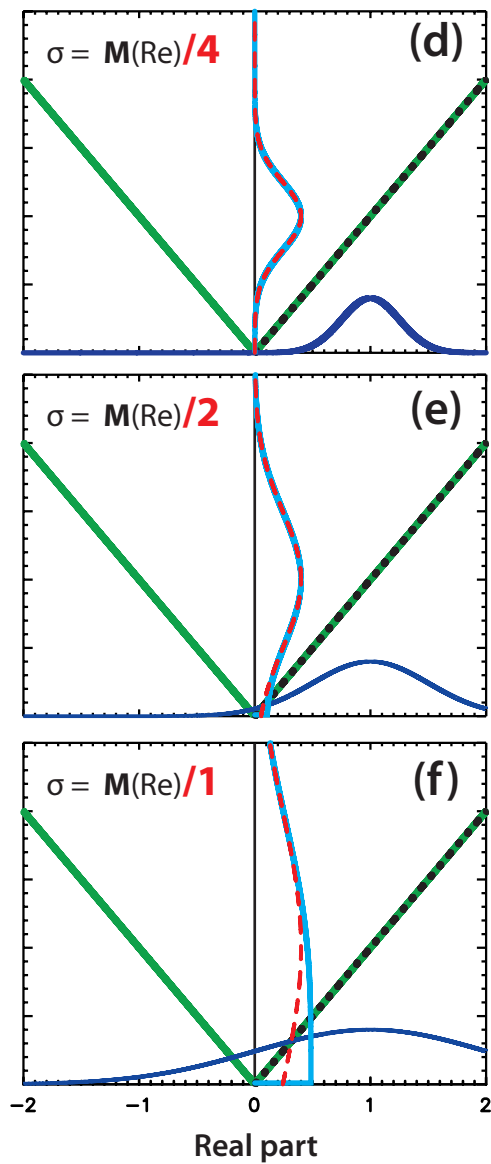 σ = M(Re)/4 (d)
σ = M(Re)/2 (e)
σ = M(Re)/1 (f)
−2 −1 0 1 2
Real part